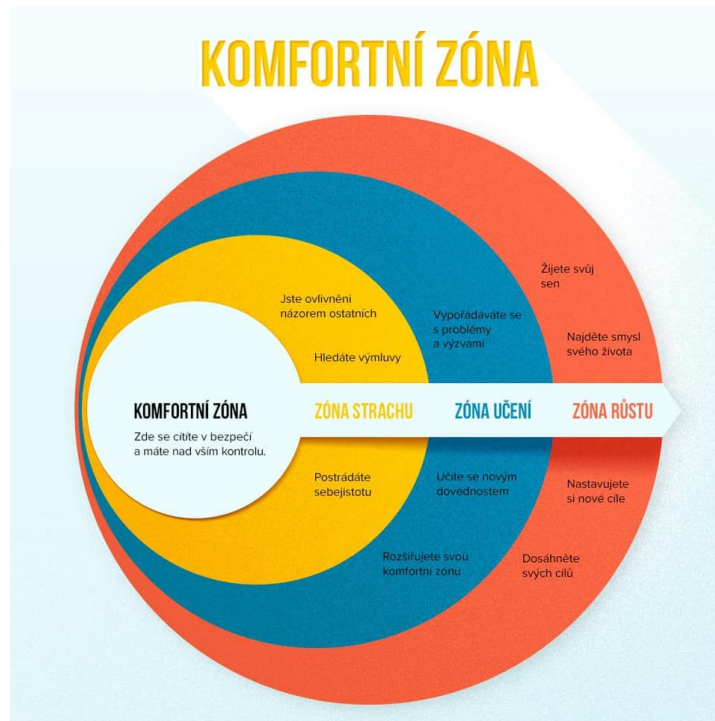 KOMFORTNÍ ZÓNA
Žijete svůj
sen
Jste ovlivněni
názorem ostatních
Vypořádáváte se
s problémy
a výzvami
Najděte smysl
svého života
Hledáte výmluvy
KOMFORTNÍ ZÓNA
Zde se cítíte v bezpečí
a máte nad vším kontrolu.
ZÓNA STRACHU
ZÓNA UČENÍ
ZÓNA RŮSTU
Postrádáte
sebejistotu
Učíte se novým
dovednostem
Nastavujete
si nové cíle
Rozšiřujete svou
komfortní zónu
Dosáhněte
svých cílů